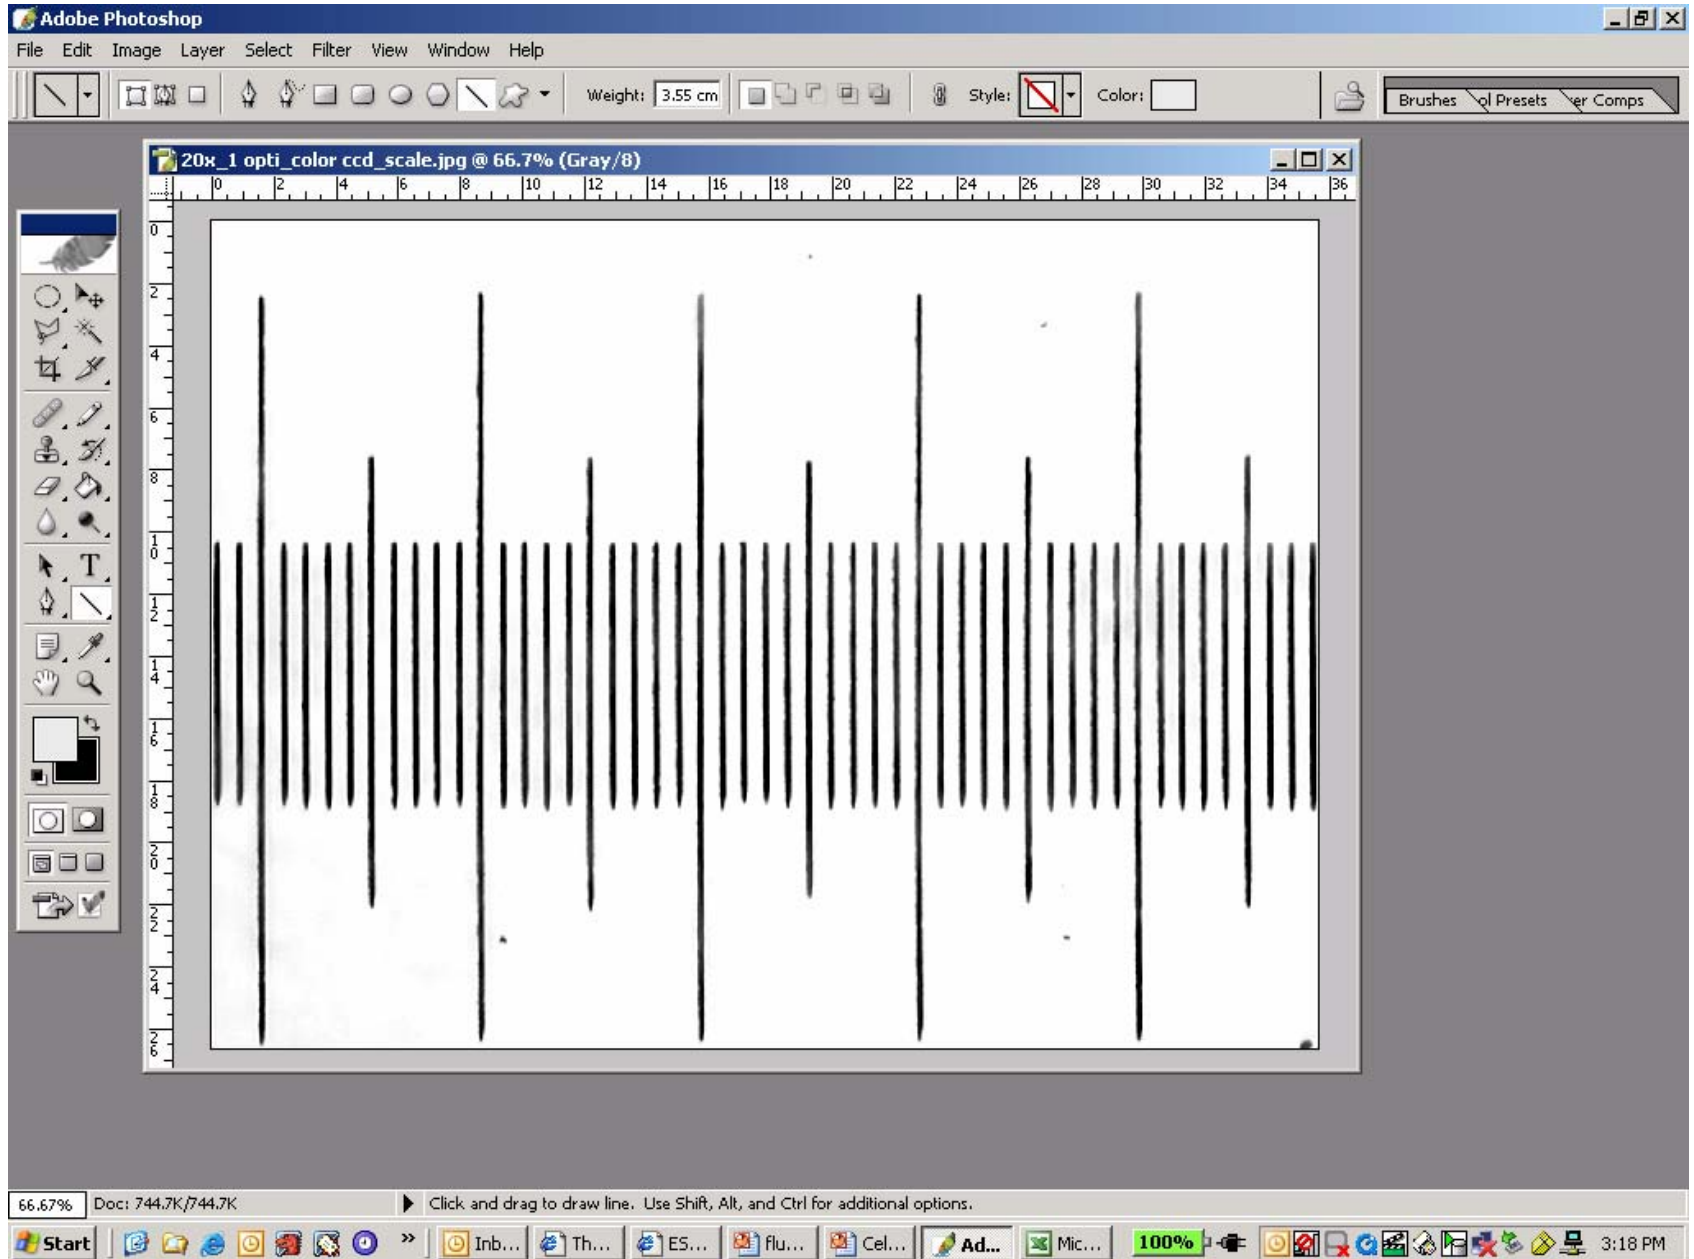 Adobe Photoshop
File Edit Image Layer Select Filter View Window Help
Weight: 3.55 cm Style: Color: Brushes ol Presets er Comps
20x_1 opti_color ccd_scale.jpg @ 66.7% (Gray/8)
0 2 4 6 8 10 12 14 16 18 20 22 24 26 28 30 32 34 36
0
2
4
6
8
10
12
14
16
18
20
22
24
26
T
66.67% Doc: 744.7K/744.7K Click and drag to draw line. Use Shift, Alt, and Ctrl for additional options.
Start » Inb... Th... ES... flu... Cel... Ad... Mic... 100% 3:18 PM